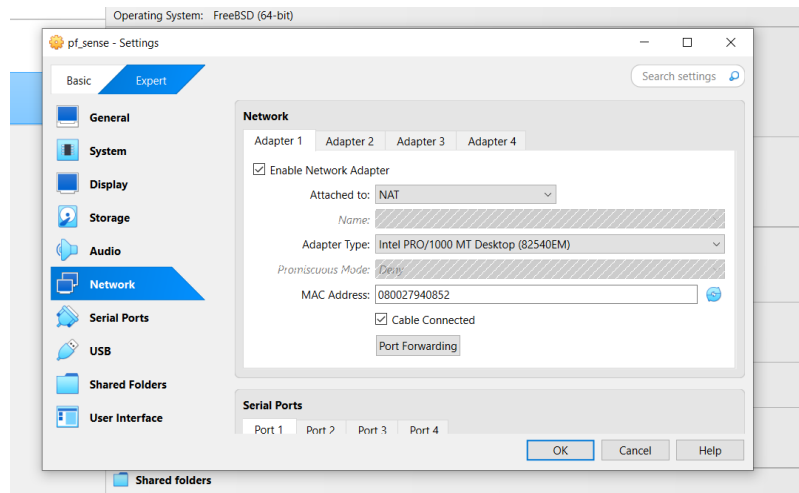 Operating System: FreeBSD (64-bit)
pf_sense - Settings
Basic Expert Search settings
General
System
Display
Storage
Audio
Network
Serial Ports
USB
Shared Folders
User Interface
Network
Adapter 1 Adapter 2 Adapter 3 Adapter 4
Enable Network Adapter
Attached to: NAT
Name:
Adapter Type: Intel PRO/1000 MT Desktop (82540EM)
Promiscuous Mode: Deny
MAC Address: 080027940852
Cable Connected
Port Forwarding
Serial Ports
Port 1 Port 2 Port 3 Port 4
OK Cancel Help
Shared folders